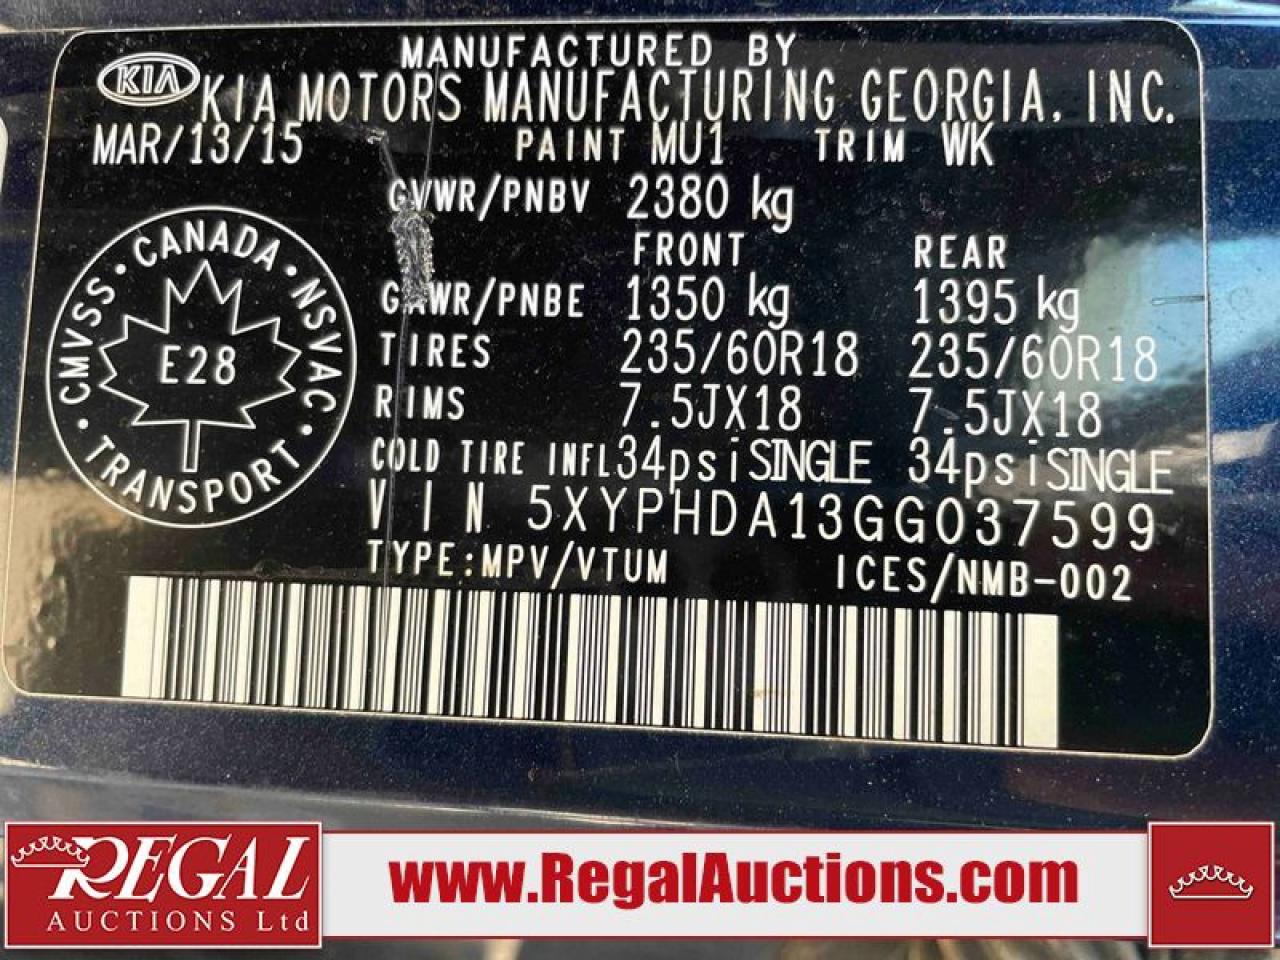 MANUFACTURED BY
KIA KIA MOTORS MANUFACTURING GEORGIA, INC.
MAR/13/15 PAINT MU1 TRIM WK
GVWR/PNBV 2380 kg
FRONT REAR
GAWR/PNBE 1350 kg 1395 kg
TIRES 235/60R18 235/60R18
RIMS 7.5JX18 7.5JX18
COLD TIRE INFL 34psi SINGLE 34psi SINGLE
VIN 5XYPHDA13GG037599
TYPE:MPV/VTUM ICES/NMB-002
CANADA • NSVAC • TRANSPORT • CMVSS •
E28
REGAL
AUCTIONS Ltd
www.RegalAuctions.com